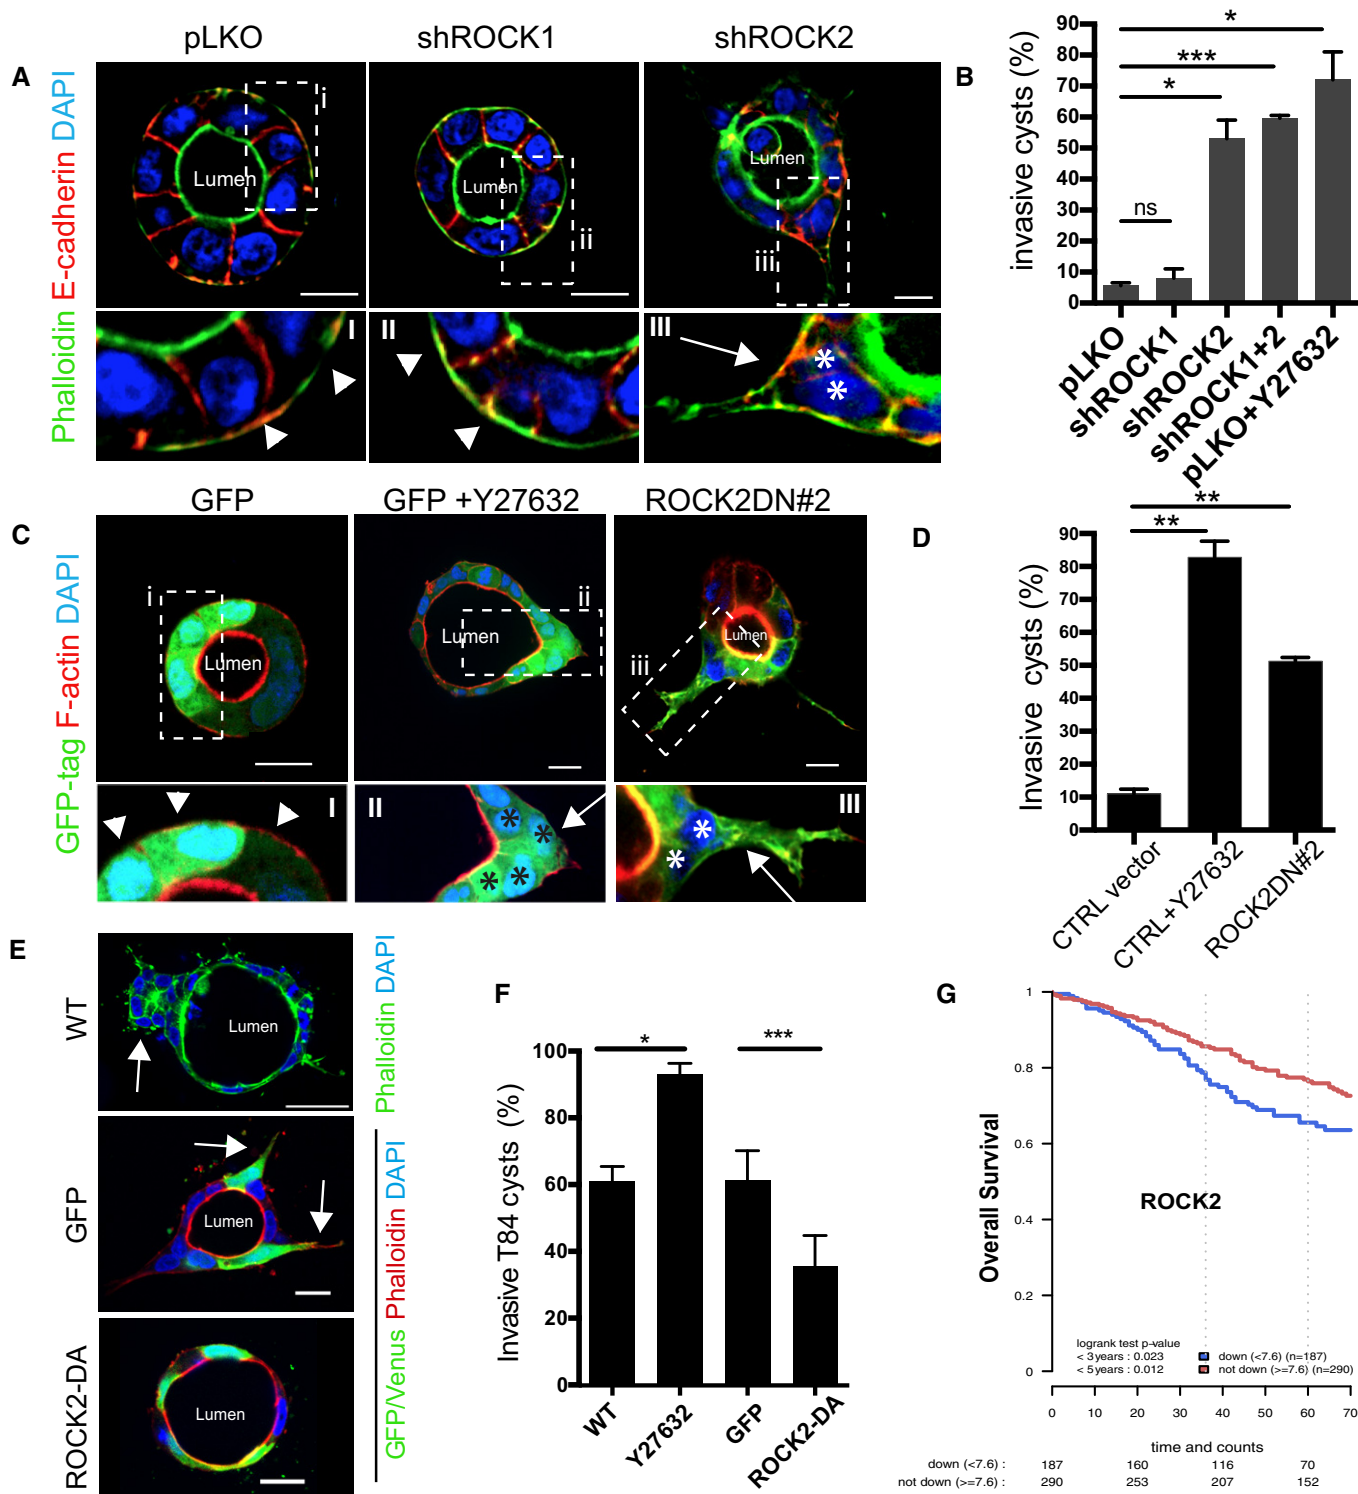 A
pLKO
shROCK1
shROCK2
Phalloidin E-cadherin DAPI
Lumen
i
Lumen
ii
Lumen
iii
I
II
III
*
*
B
invasive cysts (%)
90
80
70
60
50
40
30
20
10
0
*
***
*
ns
pLKO
shROCK1
shROCK2
shROCK1+2
pLKO+Y27632
C
GFP
GFP +Y27632
ROCK2DN#2
GFP-tag F-actin DAPI
i
Lumen
Lumen
ii
Lumen
iii
I
II
* *
* *
III
*
*
D
Invasive cysts (%)
90
80
70
60
50
40
30
20
10
0
**
**
CTRL vector
CTRL+Y27632
ROCK2DN#2
E
WT
Lumen
Phalloidin DAPI
GFP
Lumen
ROCK2-DA
Lumen
GFP/Venus Phalloidin DAPI
F
Invasive T84 cysts (%)
100
80
60
40
20
0
*
***
WT
Y27632
GFP
ROCK2-DA
G
Overall Survival
1
0.8
0.6
0.4
0.2
0
ROCK2
logrank test p-value
< 3years : 0.023
< 5years : 0.012
down (<7.6) (n=187)
not down (>=7.6) (n=290)
0 10 20 30 40 50 60 70
time and counts
down (<7.6) : 187 160 116 70
not down (>=7.6) : 290 253 207 152